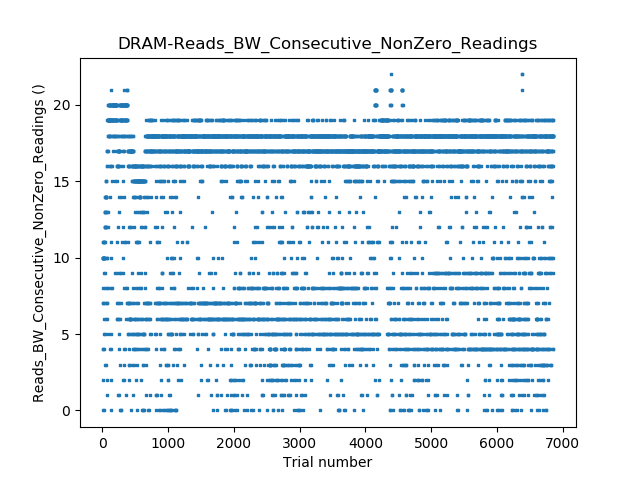 DRAM-Reads_BW_Consecutive_NonZero_Readings
Reads_BW_Consecutive_NonZero_Readings ()
20
15
10
5
0
0 1000 2000 3000 4000 5000 6000 7000
Trial number